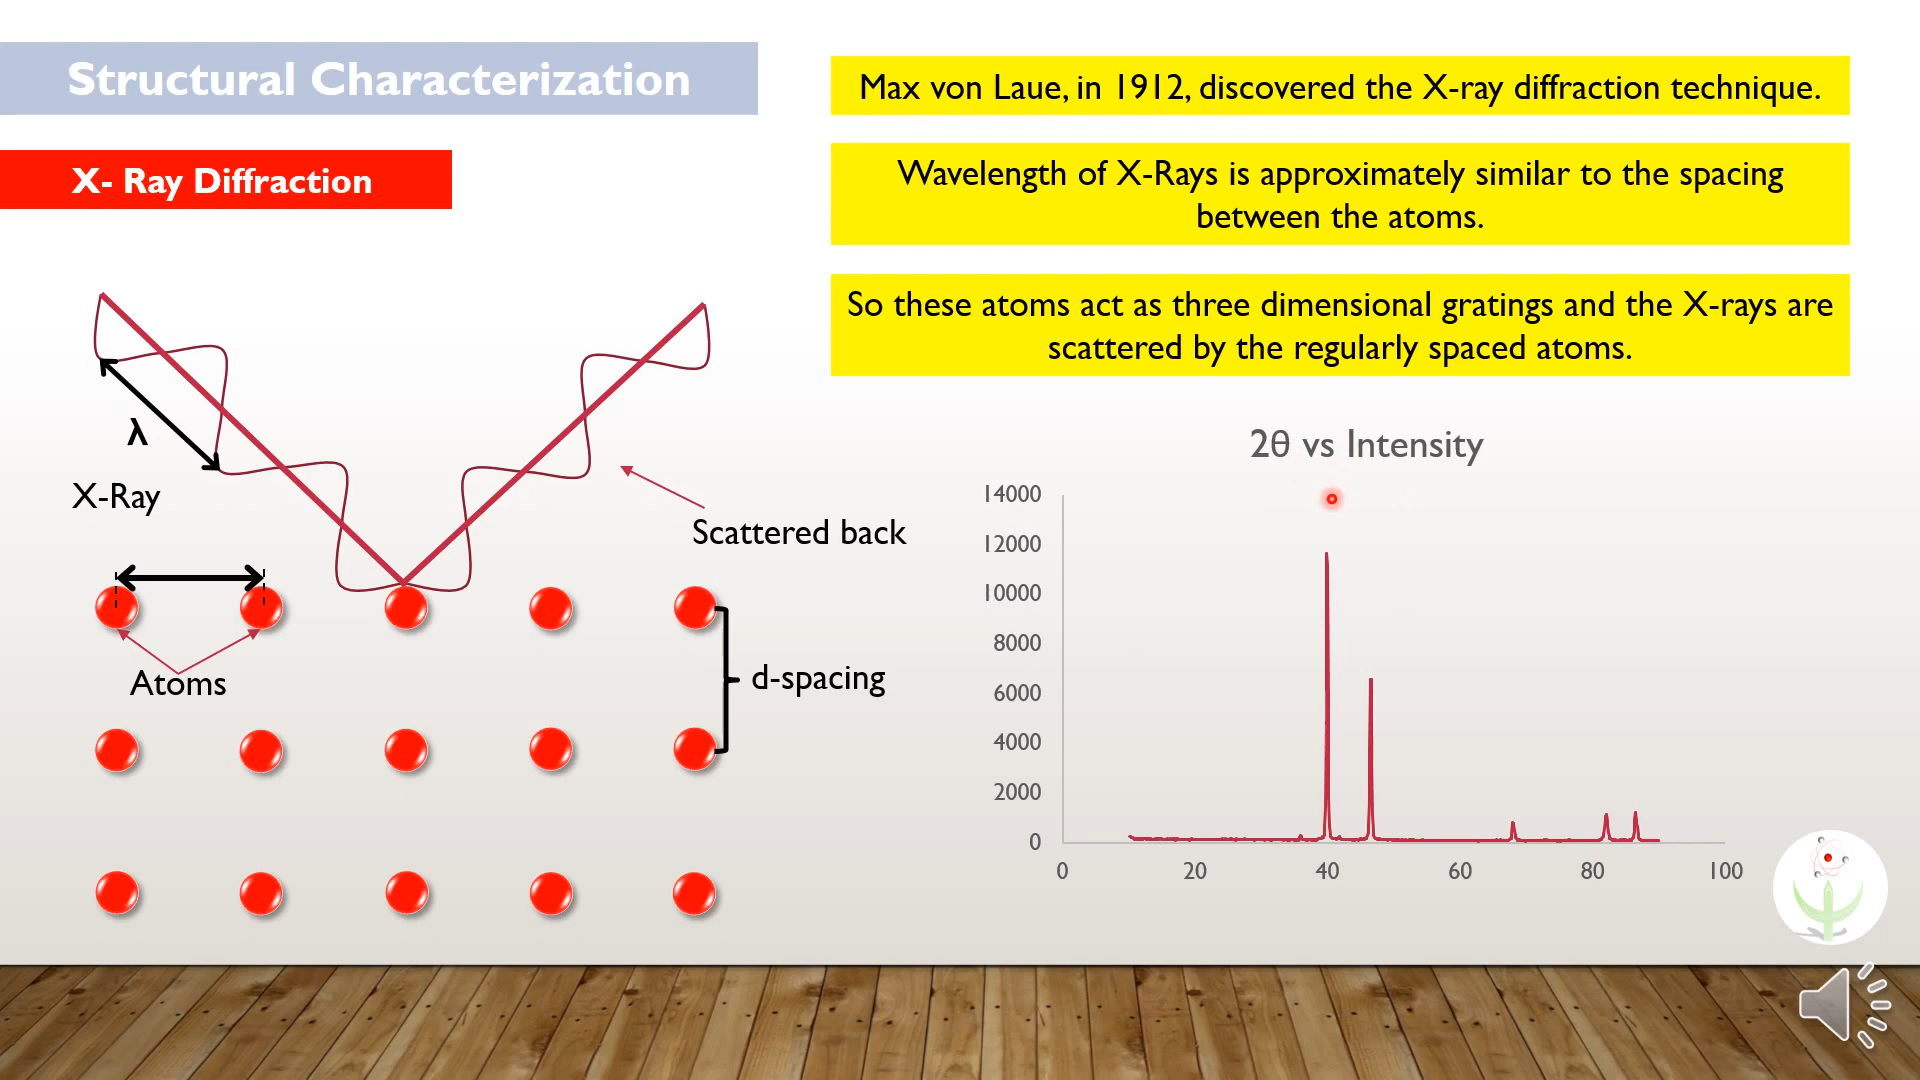 Structural Characterization
X- Ray Diffraction
Max von Laue, in 1912, discovered the X-ray diffraction technique.
Wavelength of X-Rays is approximately similar to the spacing
between the atoms.
So these atoms act as three dimensional gratings and the X-rays are
scattered by the regularly spaced atoms.
λ
X-Ray
Scattered back
Atoms
d-spacing
2θ vs Intensity
14000
12000
10000
8000
6000
4000
2000
0
0 20 40 60 80 100